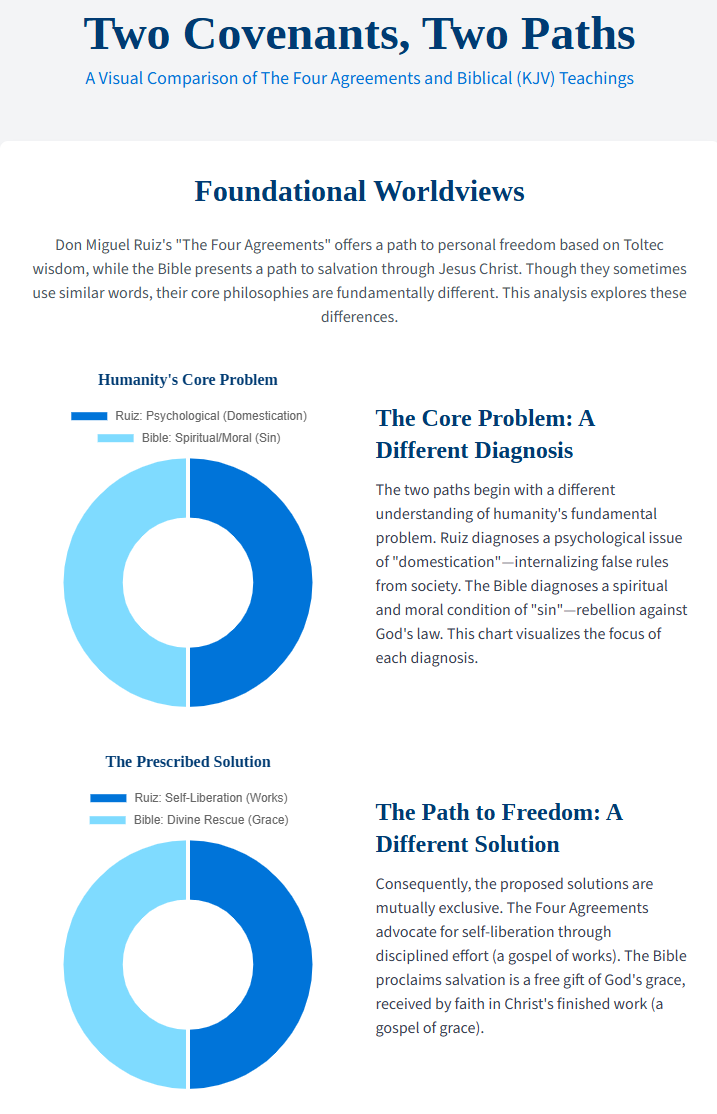 Two Covenants, Two Paths
A Visual Comparison of The Four Agreements and Biblical (KJV) Teachings
Foundational Worldviews
Don Miguel Ruiz's "The Four Agreements" offers a path to personal freedom based on Toltec
wisdom, while the Bible presents a path to salvation through Jesus Christ. Though they sometimes
use similar words, their core philosophies are fundamentally different. This analysis explores these
differences.
Humanity's Core Problem
Ruiz: Psychological (Domestication)
Bible: Spiritual/Moral (Sin)
The Core Problem: A
Different Diagnosis
The two paths begin with a different
understanding of humanity's fundamental
problem. Ruiz diagnoses a psychological issue
of "domestication"—internalizing false rules
from society. The Bible diagnoses a spiritual
and moral condition of "sin"—rebellion against
God's law. This chart visualizes the focus of
each diagnosis.
The Prescribed Solution
Ruiz: Self-Liberation (Works)
Bible: Divine Rescue (Grace)
The Path to Freedom: A
Different Solution
Consequently, the proposed solutions are
mutually exclusive. The Four Agreements
advocate for self-liberation through
disciplined effort (a gospel of works). The Bible
proclaims salvation is a free gift of God's grace,
received by faith in Christ's finished work (a
gospel of grace).